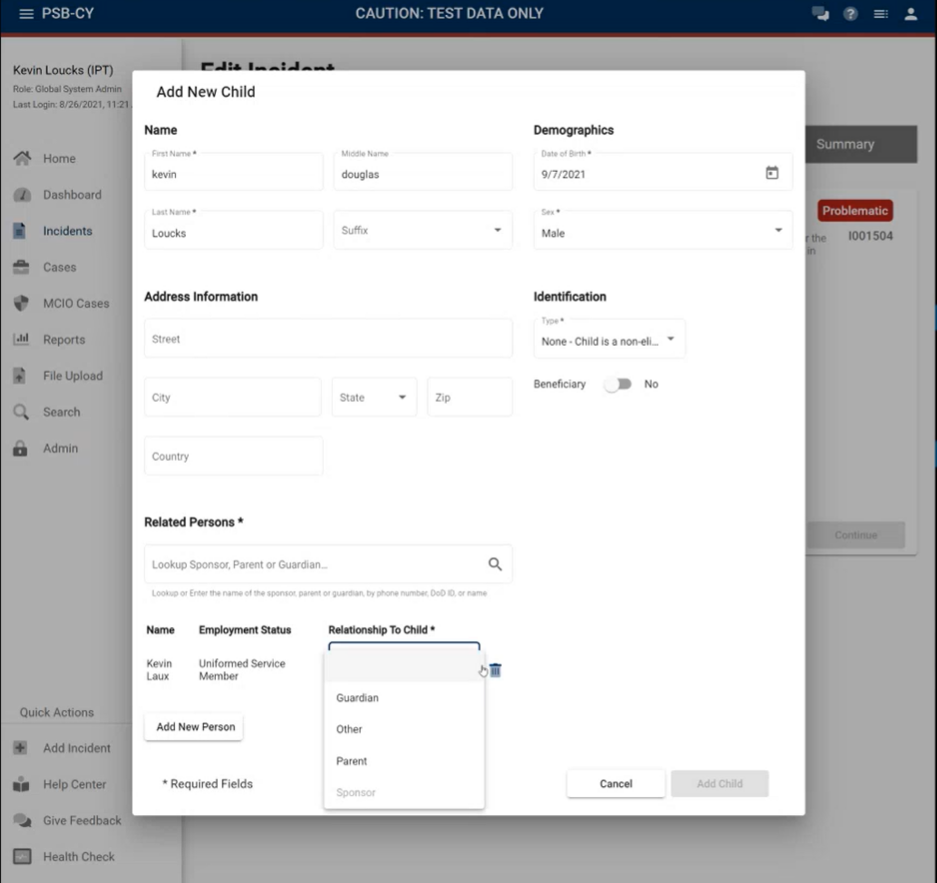 PSB-CY
CAUTION: TEST DATA ONLY
Kevin Loucks (IPT)
Role: Global System Admin
Last Login: 8/26/2021, 11:21
Home
Dashboard
Incidents
Cases
MCIO Cases
Reports
File Upload
Search
Admin
Quick Actions
Add Incident
Help Center
Give Feedback
Health Check
Edit Incident
Summary
Problematic
r the
in
I001504
Continue
Add New Child
Name
First Name *
kevin
Middle Name
douglas
Last Name *
Loucks
Suffix
Demographics
Date of Birth *
9/7/2021
Sex *
Male
Address Information
Street
City
State
Zip
Country
Identification
Type *
None - Child is a non-eli...
Beneficiary
No
Related Persons *
Lookup Sponsor, Parent or Guardian...
Lookup or Enter the name of the sponsor, parent or guardian, by phone number, DoD ID, or name
Name Employment Status Relationship To Child *
Kevin
Laux
Uniformed Service
Member
Guardian
Other
Parent
Sponsor
Add New Person
* Required Fields
Cancel
Add Child